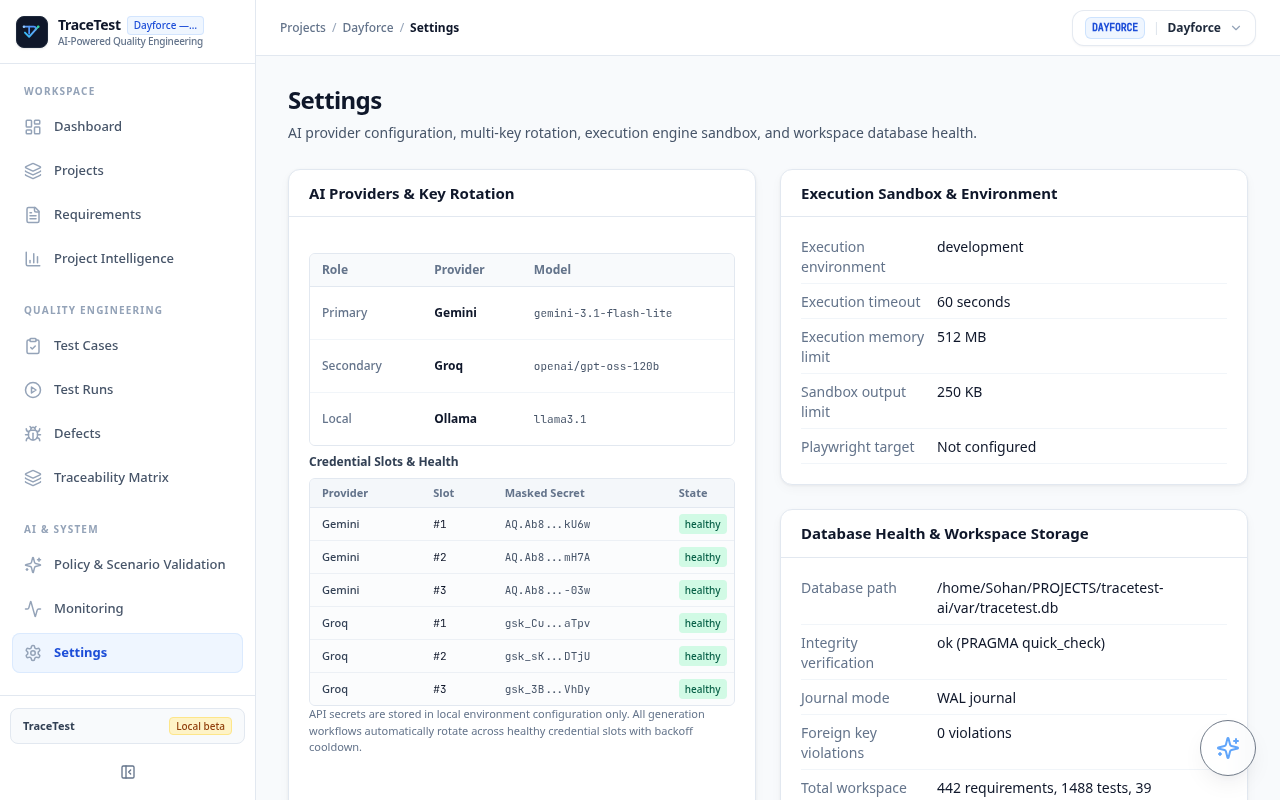 TraceTest
Dayforce —...
AI-Powered Quality Engineering
WORKSPACE
Dashboard
Projects
Requirements
Project Intelligence
QUALITY ENGINEERING
Test Cases
Test Runs
Defects
Traceability Matrix
AI & SYSTEM
Policy & Scenario Validation
Monitoring
Settings
TraceTest
Local beta
Projects / Dayforce / Settings
DAYFORCE
Dayforce
Settings
AI provider configuration, multi-key rotation, execution engine sandbox, and workspace database health.
AI Providers & Key Rotation
Role Provider Model
Primary Gemini gemini-3.1-flash-lite
Secondary Groq openai/gpt-oss-120b
Local Ollama llama3.1
Credential Slots & Health
Provider Slot Masked Secret State
Gemini #1 AQ.Ab8...kU6w healthy
Gemini #2 AQ.Ab8...mH7A healthy
Gemini #3 AQ.Ab8...-03w healthy
Groq #1 gsk_Cu...aTpv healthy
Groq #2 gsk_sK...DTjU healthy
Groq #3 gsk_3B...VhDy healthy
API secrets are stored in local environment configuration only. All generation
workflows automatically rotate across healthy credential slots with backoff
cooldown.
Execution Sandbox & Environment
Execution environment development
Execution timeout 60 seconds
Execution memory limit 512 MB
Sandbox output limit 250 KB
Playwright target Not configured
Database Health & Workspace Storage
Database path /home/Sohan/PROJECTS/tracetest-
ai/var/tracetest.db
Integrity verification ok (PRAGMA quick_check)
Journal mode WAL journal
Foreign key violations 0 violations
Total workspace 442 requirements, 1488 tests, 39